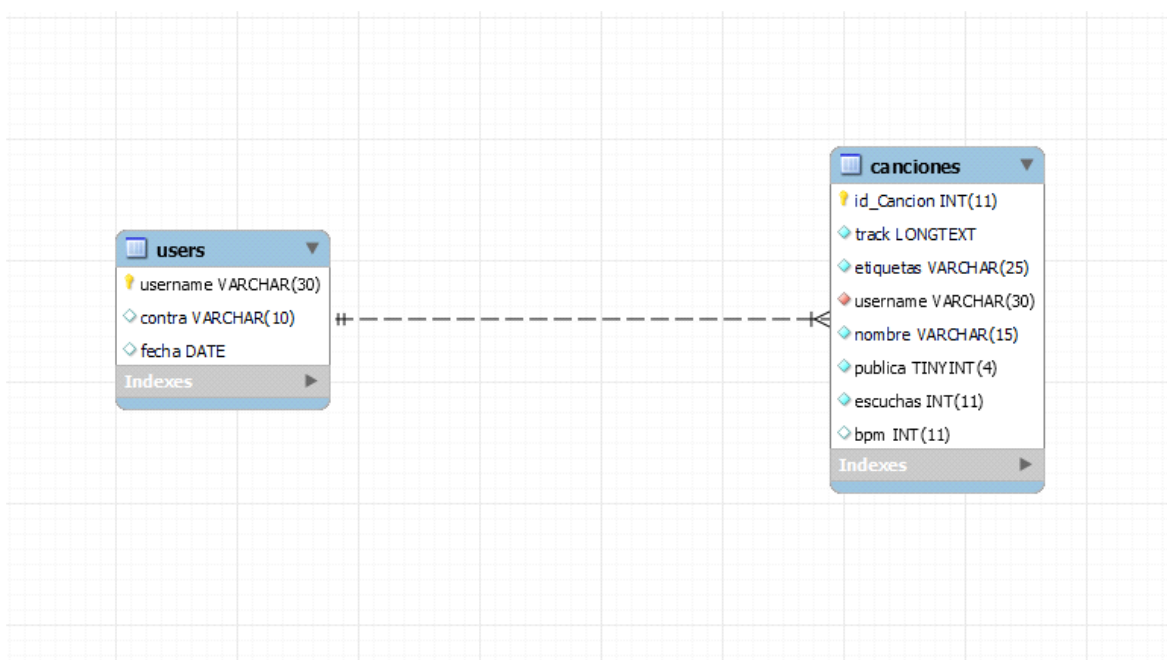 users
username VARCHAR(30)
contra VARCHAR(10)
fecha DATE
Indexes
canciones
id_Cancion INT(11)
track LONGTEXT
etiquetas VARCHAR(25)
username VARCHAR(30)
nombre VARCHAR(15)
publica TINYINT(4)
escuchas INT(11)
bpm INT(11)
Indexes